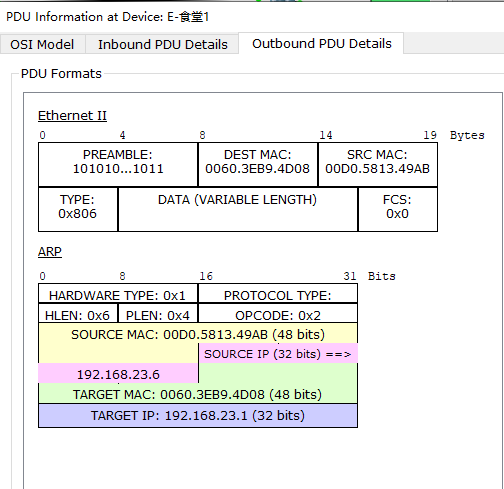 PDU Information at Device: E-食堂1
OSI Model Inbound PDU Details Outbound PDU Details
PDU Formats
Ethernet II
0 4 8 14 19 Bytes
PREAMBLE: DEST MAC: SRC MAC:
101010...1011 0060.3EB9.4D08 00D0.5813.49AB
TYPE: DATA (VARIABLE LENGTH) FCS:
0x806 0x0
ARP
0 8 16 31 Bits
HARDWARE TYPE: 0x1 PROTOCOL TYPE:
HLEN: 0x6 PLEN: 0x4 OPCODE: 0x2
SOURCE MAC: 00D0.5813.49AB (48 bits)
SOURCE IP (32 bits) ==>
192.168.23.6
TARGET MAC: 0060.3EB9.4D08 (48 bits)
TARGET IP: 192.168.23.1 (32 bits)